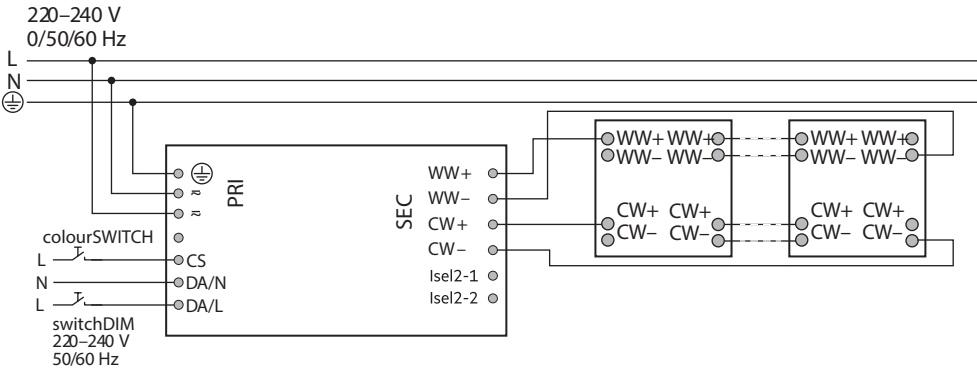 220–240 V
0/50/60 Hz
L
N
PRI
≂
≂
SEC
WW+
WW–
CW+
CW–
Isel2-1
Isel2-2
WW+ WW+
WW– WW–
CW+ CW+
CW– CW–
WW+ WW+
WW– WW–
CW+ CW+
CW– CW–
colourSWITCH
L
CS
N
DA/N
L
DA/L
switchDIM
220–240 V
50/60 Hz